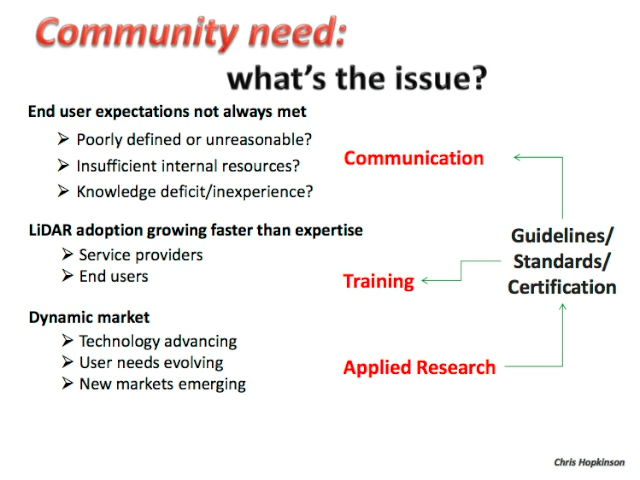 Community need:
what's the issue?
End user expectations not always met
➢ Poorly defined or unreasonable?
➢ Insufficient internal resources?
➢ Knowledge deficit/inexperience?
Communication
LiDAR adoption growing faster than expertise
➢ Service providers
➢ End users
Training
Guidelines/
Standards/
Certification
Dynamic market
➢ Technology advancing
➢ User needs evolving
➢ New markets emerging
Applied Research
Chris Hopkinson